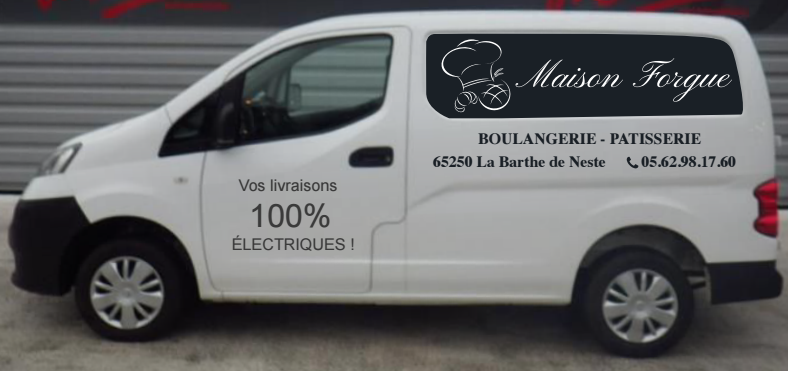 Maison Forgue
BOULANGERIE - PATISSERIE
65250 La Barthe de Neste 05.62.98.17.60
Vos livraisons
100%
ÉLECTRIQUES !